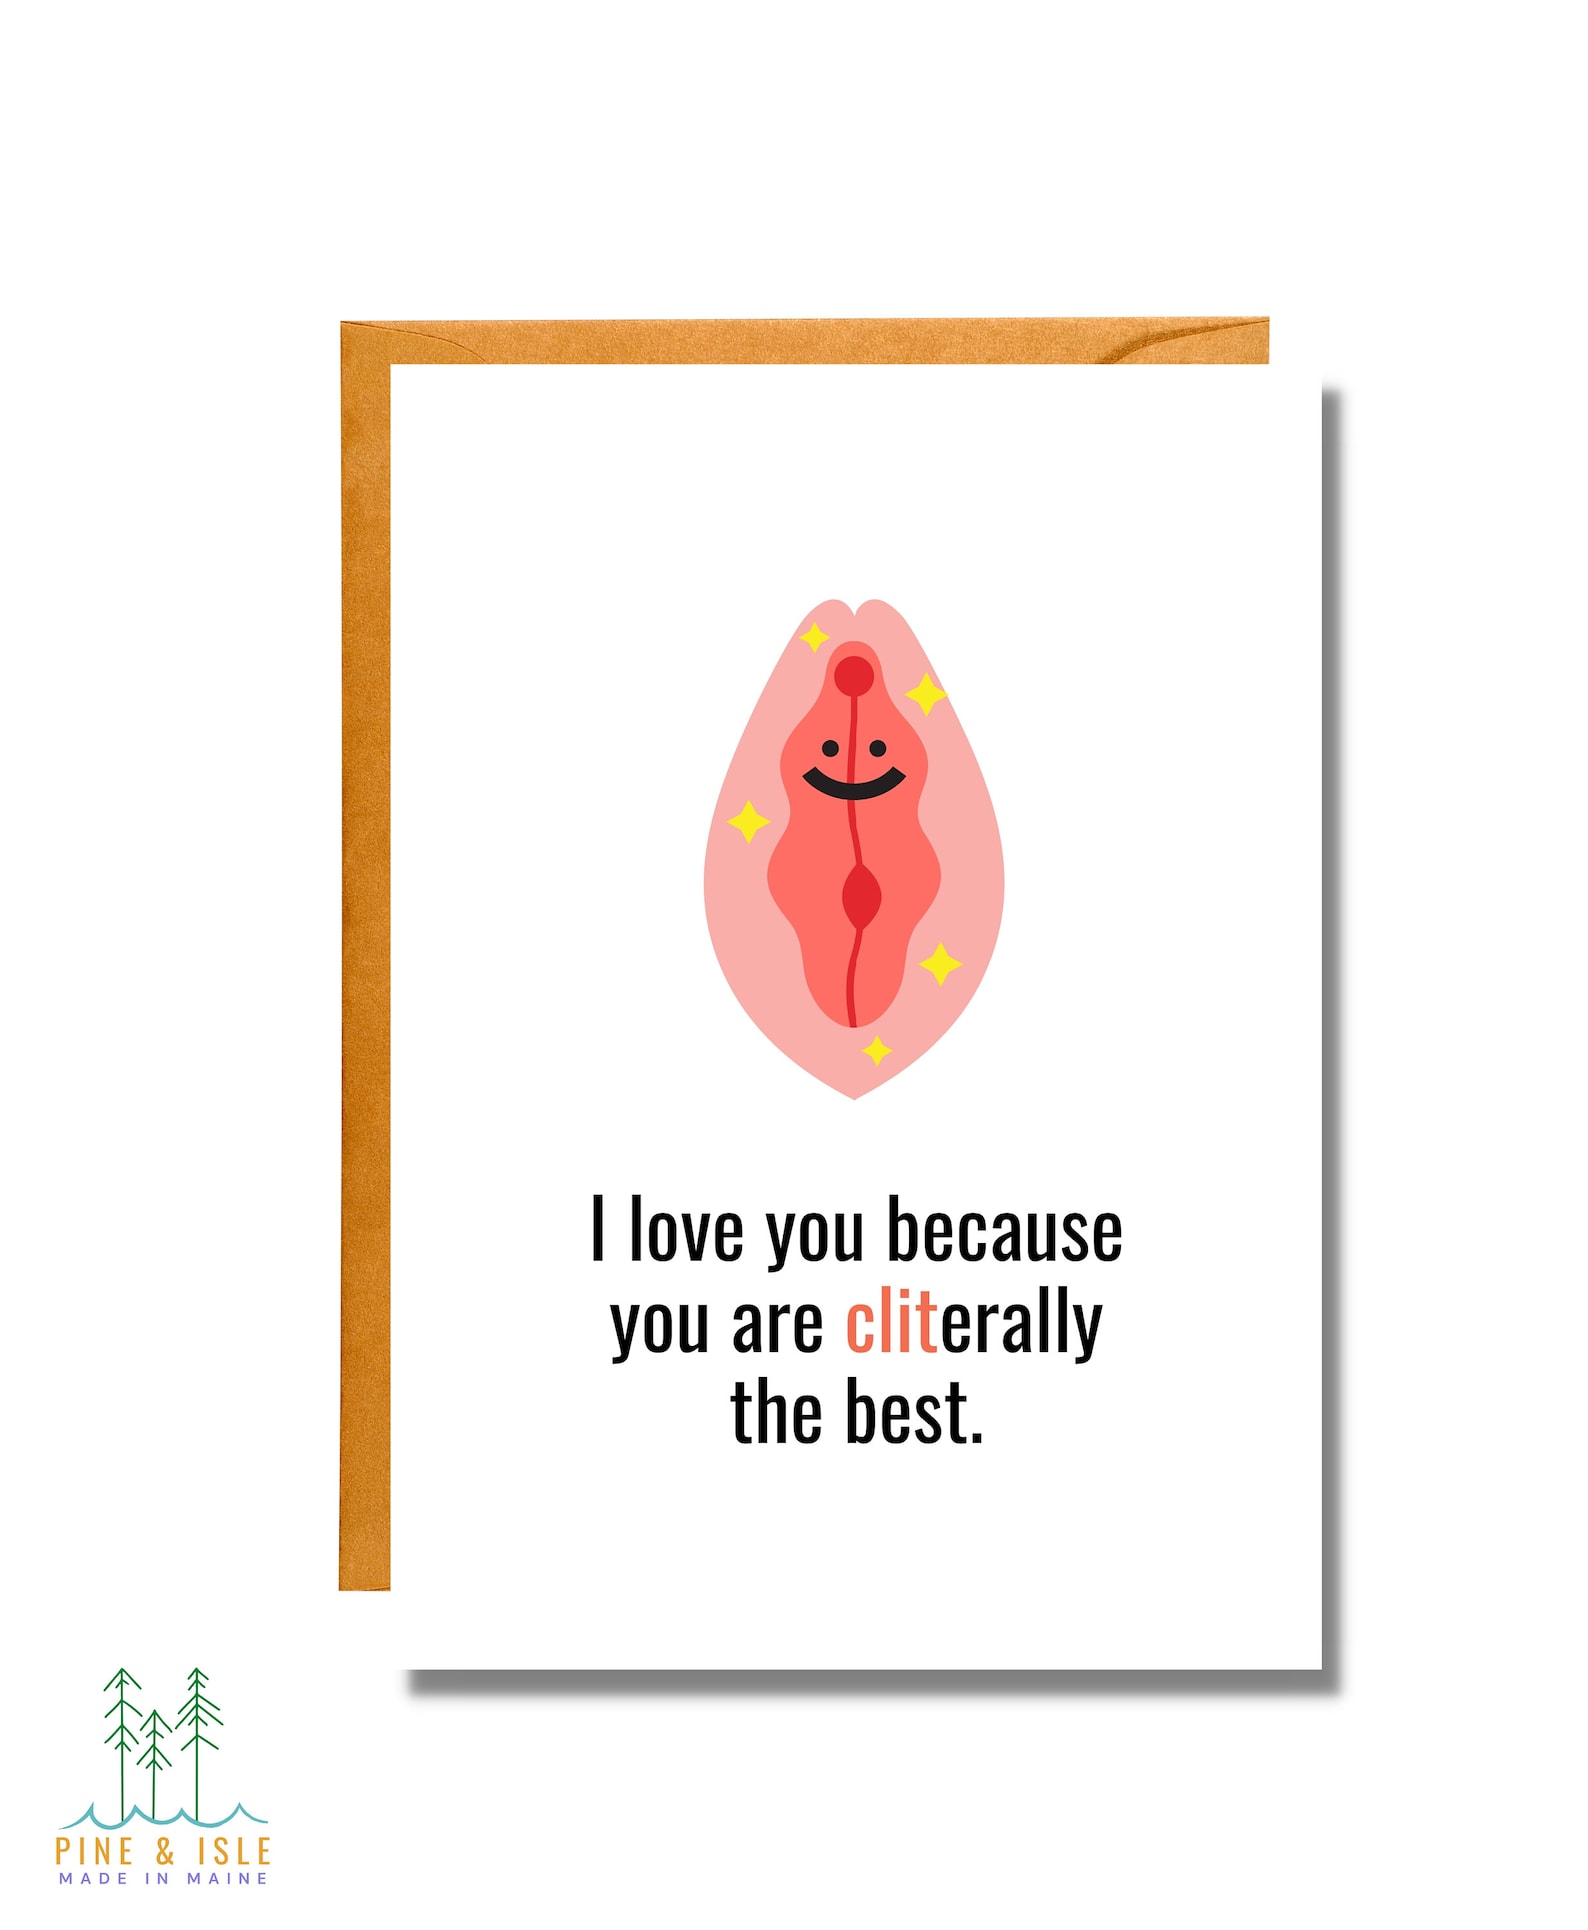 I love you because
you are cliterally
the best.
PINE & ISLE
MADE IN MAINE